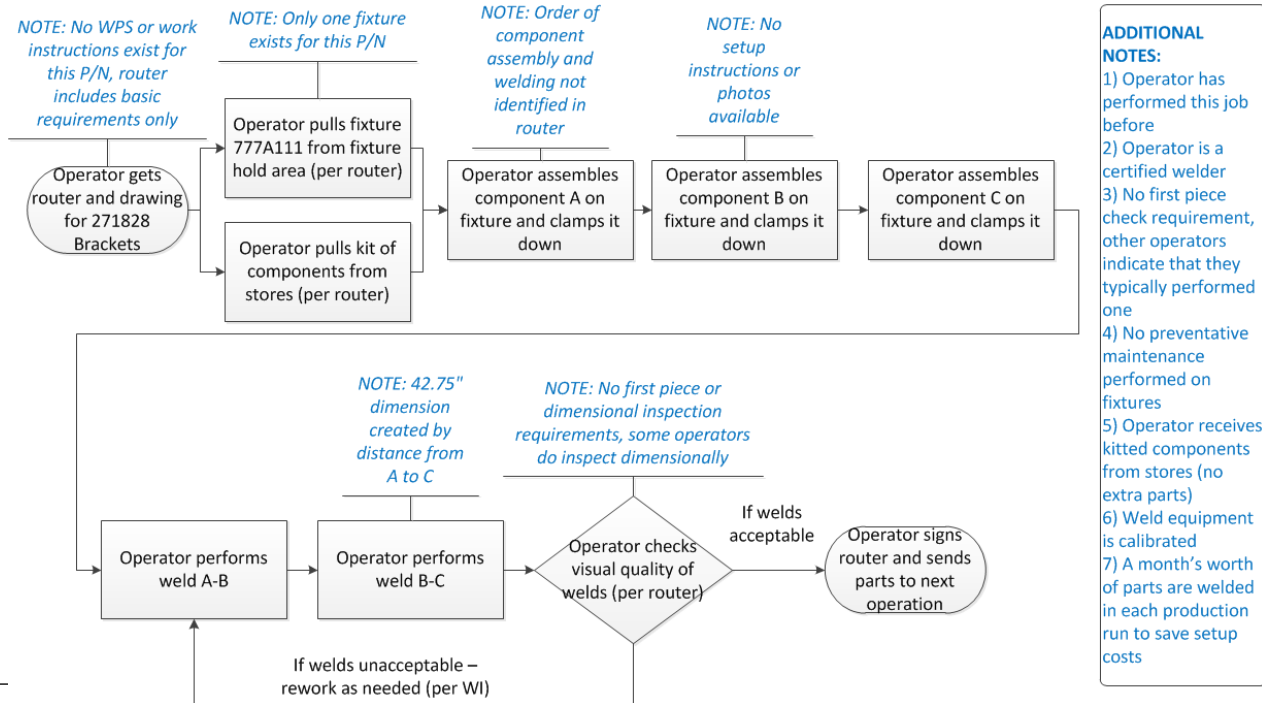 NOTE: No WPS or work
instructions exist for
this P/N, router
includes basic
requirements only
NOTE: Only one fixture
exists for this P/N
NOTE: Order of
component
assembly and
welding not
identified in
router
NOTE: No
setup
instructions or
photos
available
Operator gets
router and drawing
for 271828
Brackets
Operator pulls fixture
777A111 from fixture
hold area (per router)
Operator pulls kit of
components from
stores (per router)
Operator assembles
component A on
fixture and clamps it
down
Operator assembles
component B on
fixture and clamps it
down
Operator assembles
component C on
fixture and clamps it
down
NOTE: 42.75"
dimension
created by
distance from
A to C
NOTE: No first piece or
dimensional inspection
requirements, some operators
do inspect dimensionally
Operator performs
weld A-B
Operator performs
weld B-C
Operator checks
visual quality of
welds (per router)
If welds
acceptable
Operator signs
router and sends
parts to next
operation
If welds unacceptable –
rework as needed (per WI)
ADDITIONAL
NOTES:
1) Operator has
performed this job
before
2) Operator is a
certified welder
3) No first piece
check requirement,
other operators
indicate that they
typically performed
one
4) No preventative
maintenance
performed on
fixtures
5) Operator receives
kitted components
from stores (no
extra parts)
6) Weld equipment
is calibrated
7) A month's worth
of parts are welded
in each production
run to save setup
costs